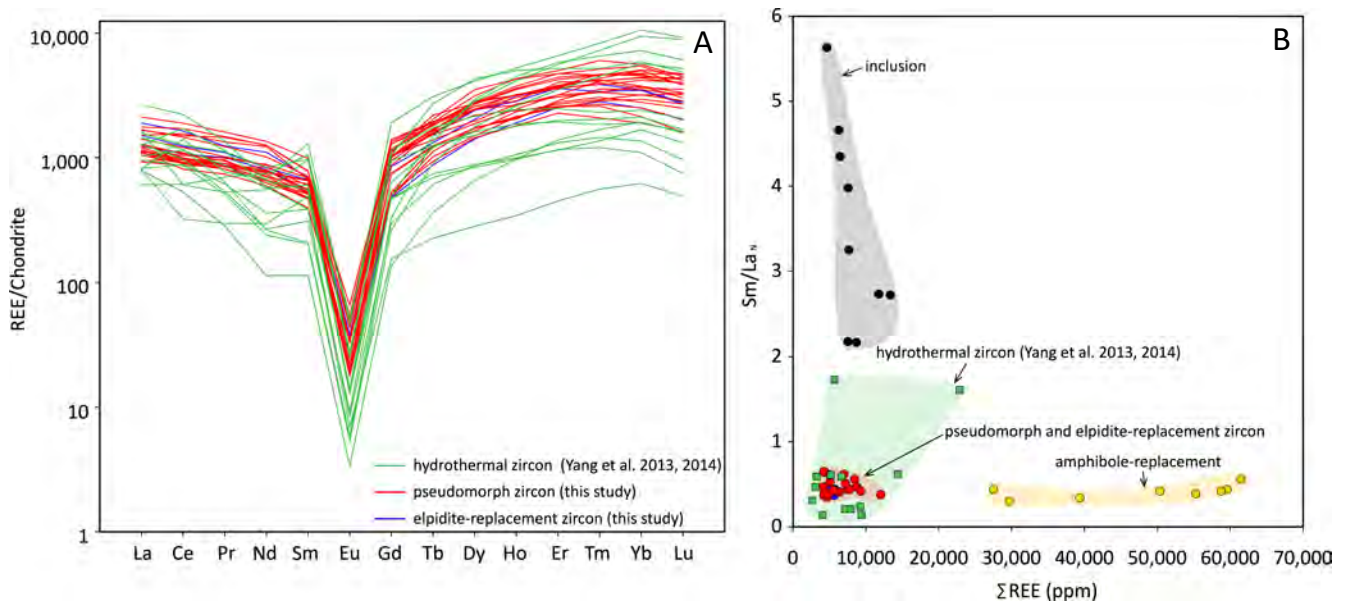 A
10,000
1,000
100
10
1
REE/Chondrite
hydrothermal zircon (Yang et al. 2013, 2014)
pseudomorph zircon (this study)
elpidite-replacement zircon (this study)
La Ce Pr Nd Sm Eu Gd Tb Dy Ho Er Tm Yb Lu
B
6
5
4
3
2
1
0
Sm/La N
inclusion
hydrothermal zircon (Yang et al. 2013, 2014)
pseudomorph and elpidite-replacement zircon
amphibole-replacement
0 10,000 20,000 30,000 40,000 50,000 60,000 70,000
ΣREE (ppm)